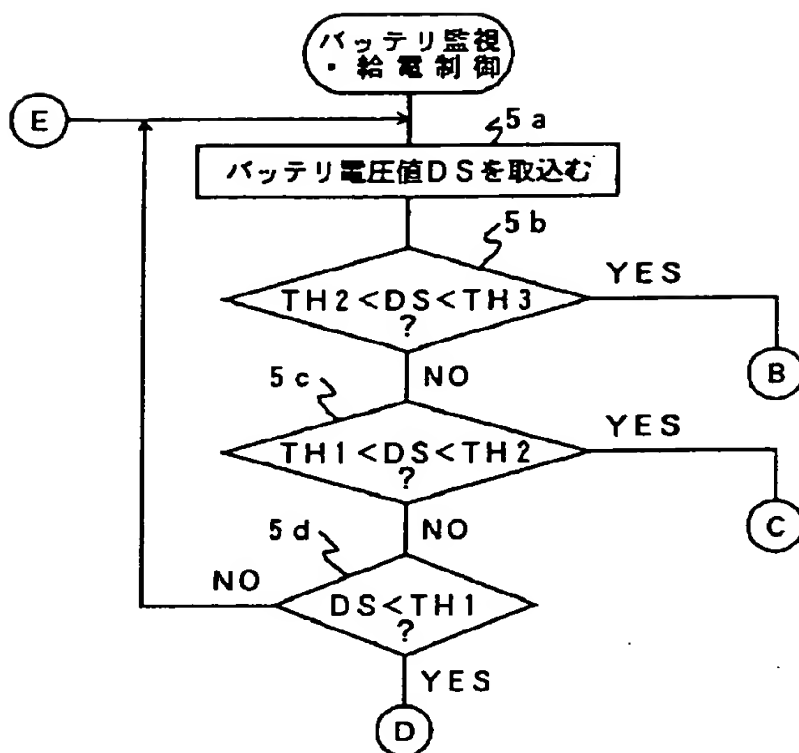 バッテリ監視
・給電制御
E
5a
バッテリ電圧値DSを取込む
5b
TH2<DS<TH3
?
YES
B
NO
5c
TH1<DS<TH2
?
YES
C
NO
5d
DS<TH1
?
NO
YES
D